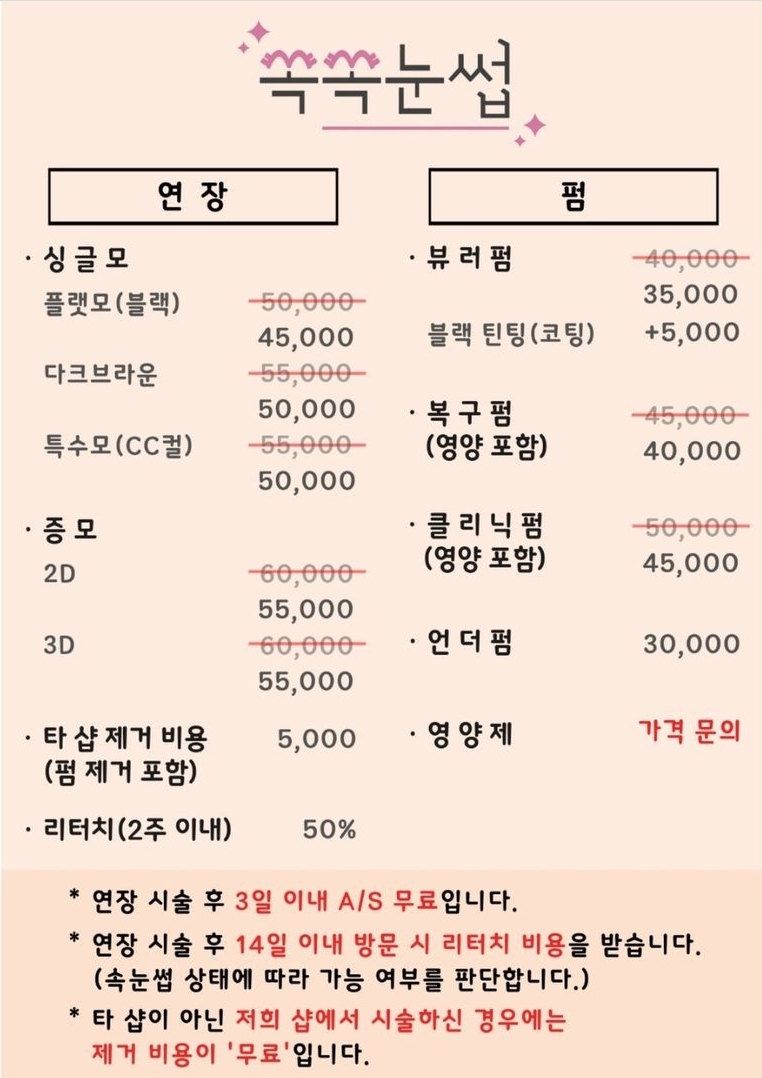 쏙쏙눈썹
연 장
· 싱 글 모
플랫모(블랙) 50,000
45,000
다크브라운 55,000
50,000
특수모(CC컬) 55,000
50,000
· 증 모
2D 60,000
55,000
3D 60,000
55,000
· 타 샵 제거 비용 5,000
(펌 제거 포함)
· 리터치(2주 이내) 50%
펌
· 뷰 러 펌 40,000
35,000
블랙 틴팅(코팅) +5,000
· 복 구 펌 45,000
(영양 포함) 40,000
· 클 리 닉 펌 50,000
(영양 포함) 45,000
· 언 더 펌 30,000
· 영 양 제 가격 문의
* 연장 시술 후 3일 이내 A/S 무료입니다.
* 연장 시술 후 14일 이내 방문 시 리터치 비용을 받습니다.
(속눈썹 상태에 따라 가능 여부를 판단합니다.)
* 타 샵이 아닌 저희 샵에서 시술하신 경우에는
제거 비용이 '무료'입니다.